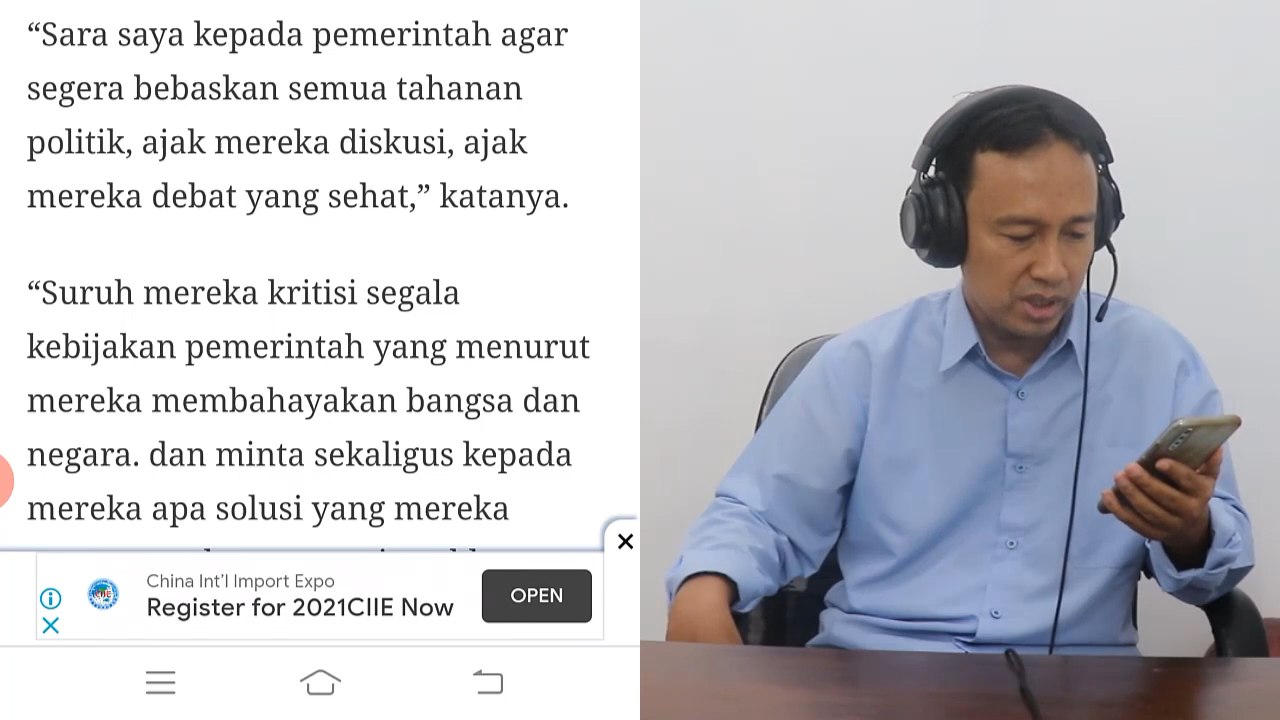 “Sara saya kepada pemerintah agar
segera bebaskan semua tahanan
politik, ajak mereka diskusi, ajak
mereka debat yang sehat,” katanya.
“Suruh mereka kritisi segala
kebijakan pemerintah yang menurut
mereka membahayakan bangsa dan
negara. dan minta sekaligus kepada
mereka apa solusi yang mereka
China Int'l Import Expo
Register for 2021CIIE Now
OPEN